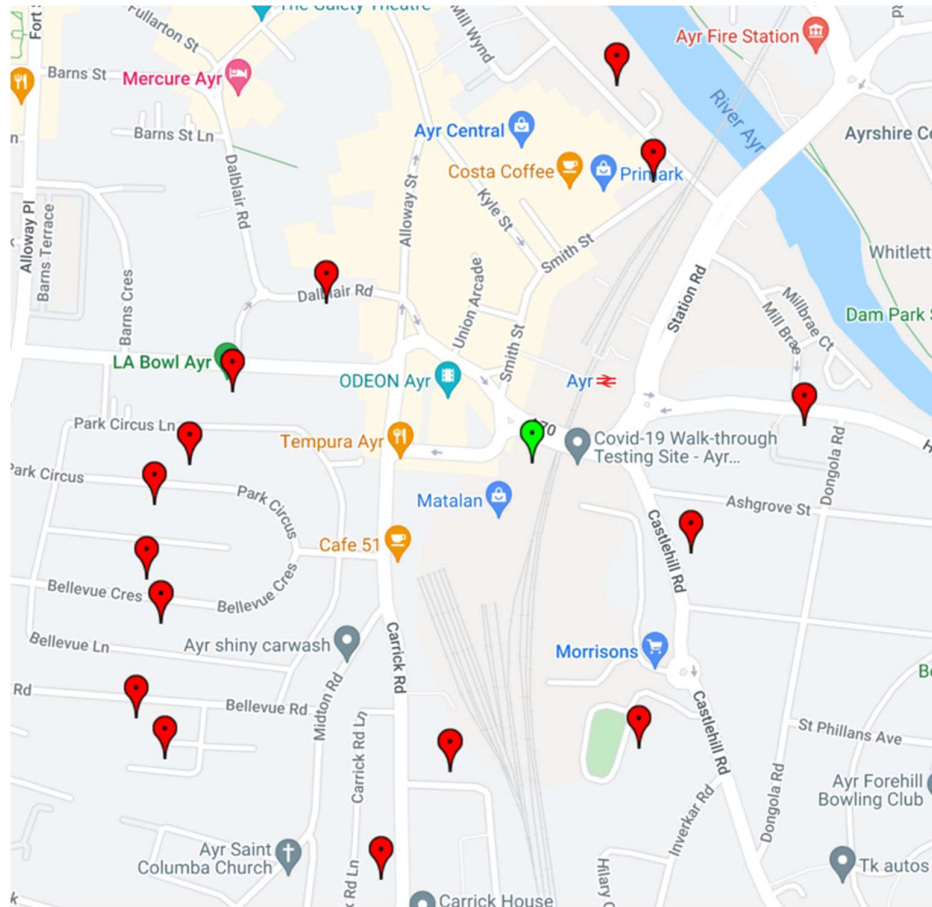 The Gaiety Theatre
Fort S
Fullarton St
Mill Wynd
Ayr Fire Station
Barns St
Mercure Ayr
River Ayr
Barns St Ln
Ayr Central
Ayrshire Co
Costa Coffee
Primark
Dalblair Rd
Alloway St
Kyle St
Alloway Pl
Barns Terrace
Smith St
Whitlett
Barns Cres
Dalblair Rd
Union Arcade
Station Rd
Millbrae Ct
Mill Brae
Dam Park S
LA Bowl Ayr
Smith St
ODEON Ayr
Ayr
Park Circus Ln
Tempura Ayr
A70
Covid-19 Walk-through
Testing Site - Ayr...
Dongola Rd
H
Park Circus
Park Circus
Matalan
Ashgrove St
Cafe 51
Castlehill Rd
Bellevue Cres
Bellevue Cres
Bellevue Ln
Ayr shiny carwash
Carrick Rd
Morrisons
Be
Rd
Bellevue Rd
Midton Rd
Carrick Rd Ln
Castlehill Rd
St Phillans Ave
Dongola Rd
Ayr Forehill
Bowling Club
Inverkar Rd
Ayr Saint
Columba Church
k Rd Ln
Hilary C
Tk autos
Carrick House